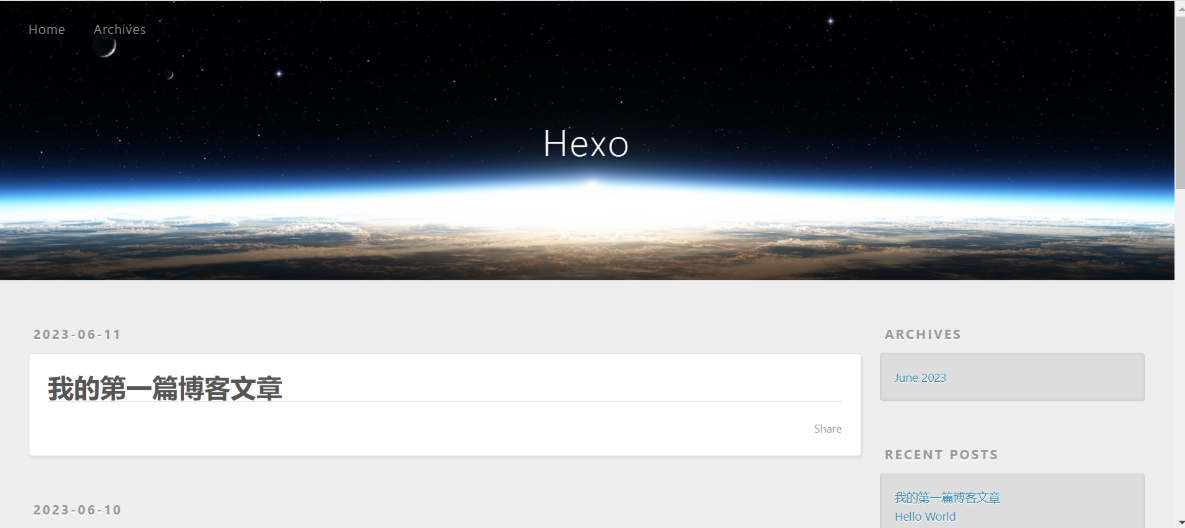 Home
Archives
Hexo
2023-06-11
我的第一篇博客文章
Share
2023-06-10
ARCHIVES
June 2023
RECENT POSTS
我的第一篇博客文章
Hello World